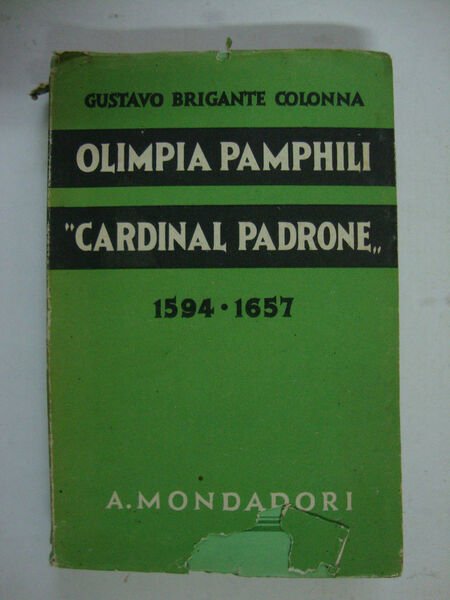 GUSTAVO BRIGANTE COLONNA
OLIMPIA PAMPHILI
"CARDINAL PADRONE„
1594 • 1657
A. MONDADORI